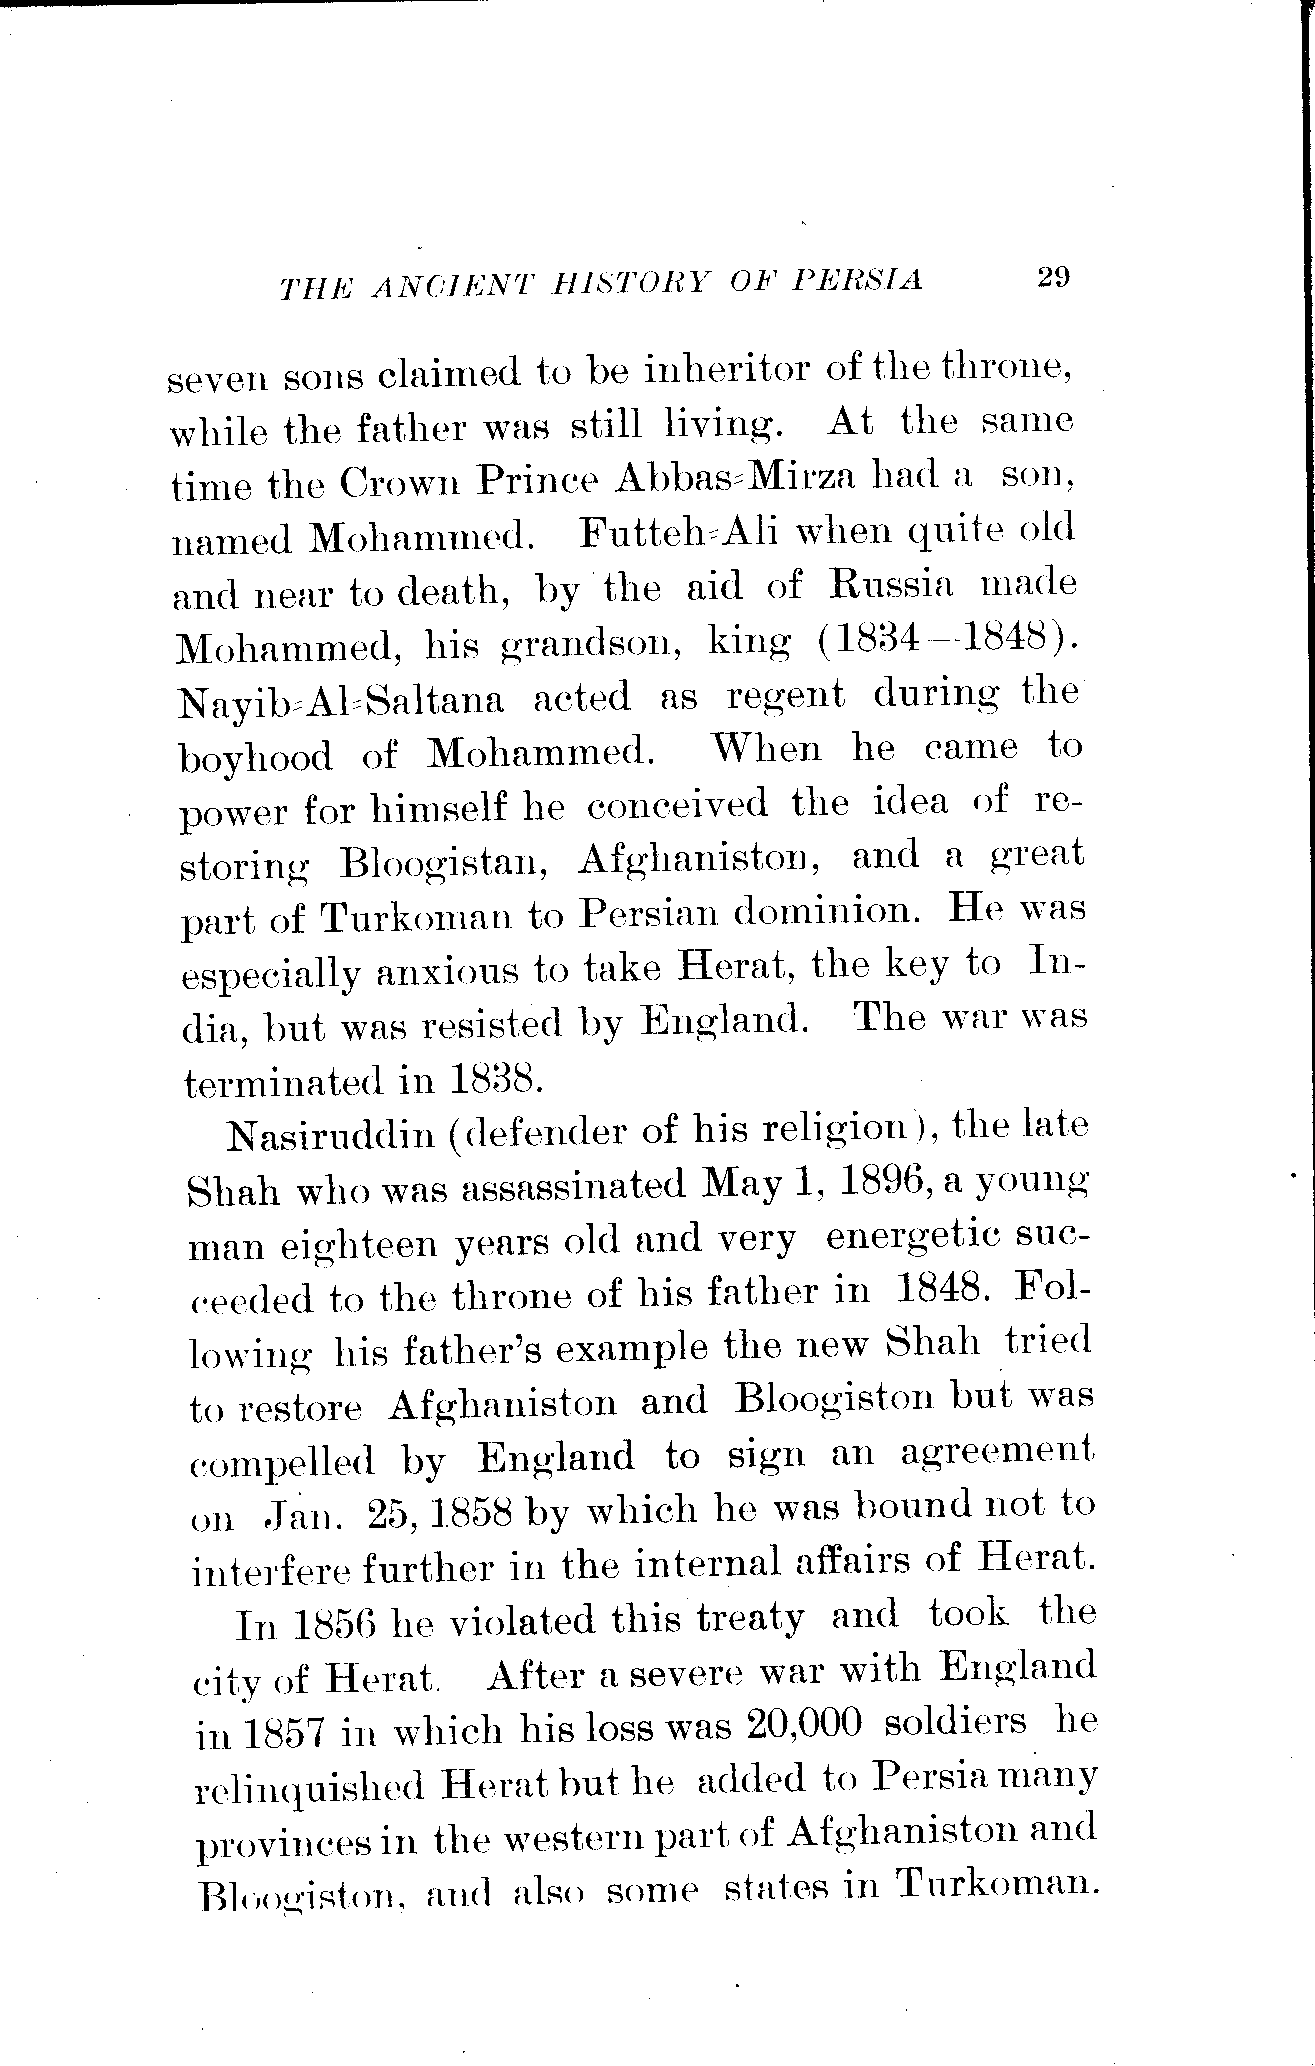 THE ANCIENT HISTORY OF PERSIA 29
seven sons claimed to be inheritor of the throne,
while the father was still living. At the same
time the Crown Prince Abbas=Mirza had a son,
named Mohammed. Futteh=Ali when quite old
and near to death, by the aid of Russia made
Mohammed, his grandson, king (1834—1848).
Nayib=Al=Saltana acted as regent during the
boyhood of Mohammed. When he came to
power for himself he conceived the idea of re-
storing Bloogistan, Afghaniston, and a great
part of Turkoman to Persian dominion. He was
especially anxious to take Herat, the key to In-
dia, but was resisted by England. The war was
terminated in 1838.
Nasiruddin (defender of his religion), the late
Shah who was assassinated May 1, 1896, a young
man eighteen years old and very energetic suc-
ceeded to the throne of his father in 1848. Fol-
lowing his father's example the new Shah tried
to restore Afghaniston and Bloogiston but was
compelled by England to sign an agreement
on Jan. 25, 1858 by which he was bound not to
interfere further in the internal affairs of Herat.
In 1856 he violated this treaty and took the
city of Herat. After a severe war with England
in 1857 in which his loss was 20,000 soldiers he
relinquished Herat but he added to Persia many
provinces in the western part of Afghaniston and
Bloogiston, and also some states in Turkoman.